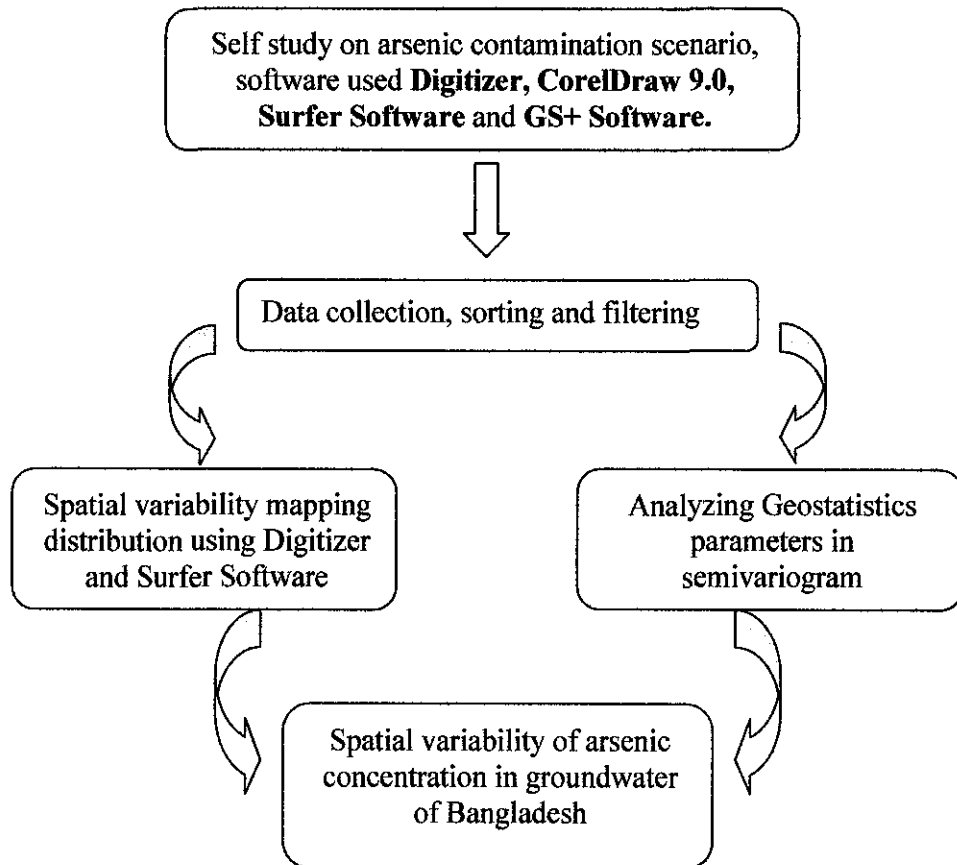 Self study on arsenic contamination scenario,
software used Digitizer, CorelDraw 9.0,
Surfer Software and GS+ Software.
Data collection, sorting and filtering
Spatial variability mapping
distribution using Digitizer
and Surfer Software
Analyzing Geostatistics
parameters in
semivariogram
Spatial variability of arsenic
concentration in groundwater
of Bangladesh